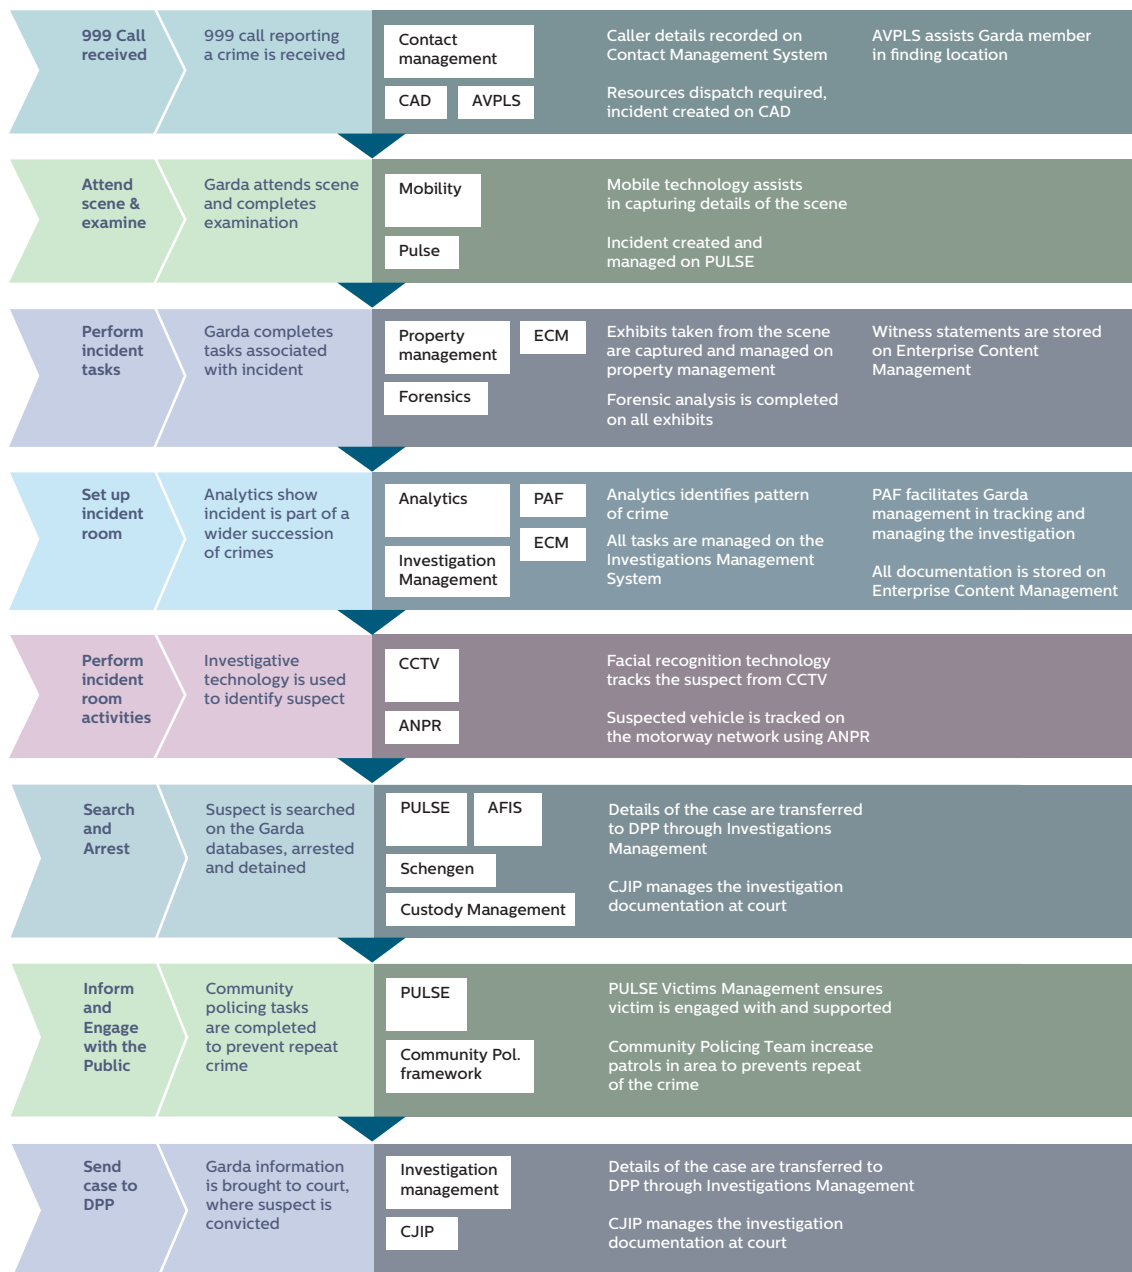 999 Call
received
999 call reporting
a crime is received
Contact
management
CAD
AVPLS
Caller details recorded on
Contact Management System
Resources dispatch required,
incident created on CAD
AVPLS assists Garda member
in finding location
Attend
scene &
examine
Garda attends scene
and completes
examination
Mobility
Pulse
Mobile technology assists
in capturing details of the scene
Incident created and
managed on PULSE
Perform
incident
tasks
Garda completes
tasks associated
with incident
Property
management
ECM
Forensics
Exhibits taken from the scene
are captured and managed on
property management
Forensic analysis is completed
on all exhibits
Witness statements are stored
on Enterprise Content
Management
Set up
incident
room
Analytics show
incident is part of a
wider succession
of crimes
Analytics
PAF
ECM
Investigation
Management
Analytics identifies pattern
of crime
All tasks are managed on the
Investigations Management
System
PAF facilitates Garda
management in tracking and
managing the investigation
All documentation is stored on
Enterprise Content Management
Perform
incident
room
activities
Investigative
technology is used
to identify suspect
CCTV
ANPR
Facial recognition technology
tracks the suspect from CCTV
Suspected vehicle is tracked on
the motorway network using ANPR
Search
and
Arrest
Suspect is searched
on the Garda
databases, arrested
and detained
PULSE
AFIS
Schengen
Custody Management
Details of the case are transferred
to DPP through Investigations
Management
CJIP manages the investigation
documentation at court
Inform
and
Engage
with the
Public
Community
policing tasks
are completed
to prevent repeat
crime
PULSE
Community Pol.
framework
PULSE Victims Management ensures
victim is engaged with and supported
Community Policing Team increase
patrols in area to prevents repeat
of the crime
Send
case to
DPP
Garda information
is brought to court,
where suspect is
convicted
Investigation
management
CJIP
Details of the case are transferred to
DPP through Investigations Management
CJIP manages the investigation
documentation at court